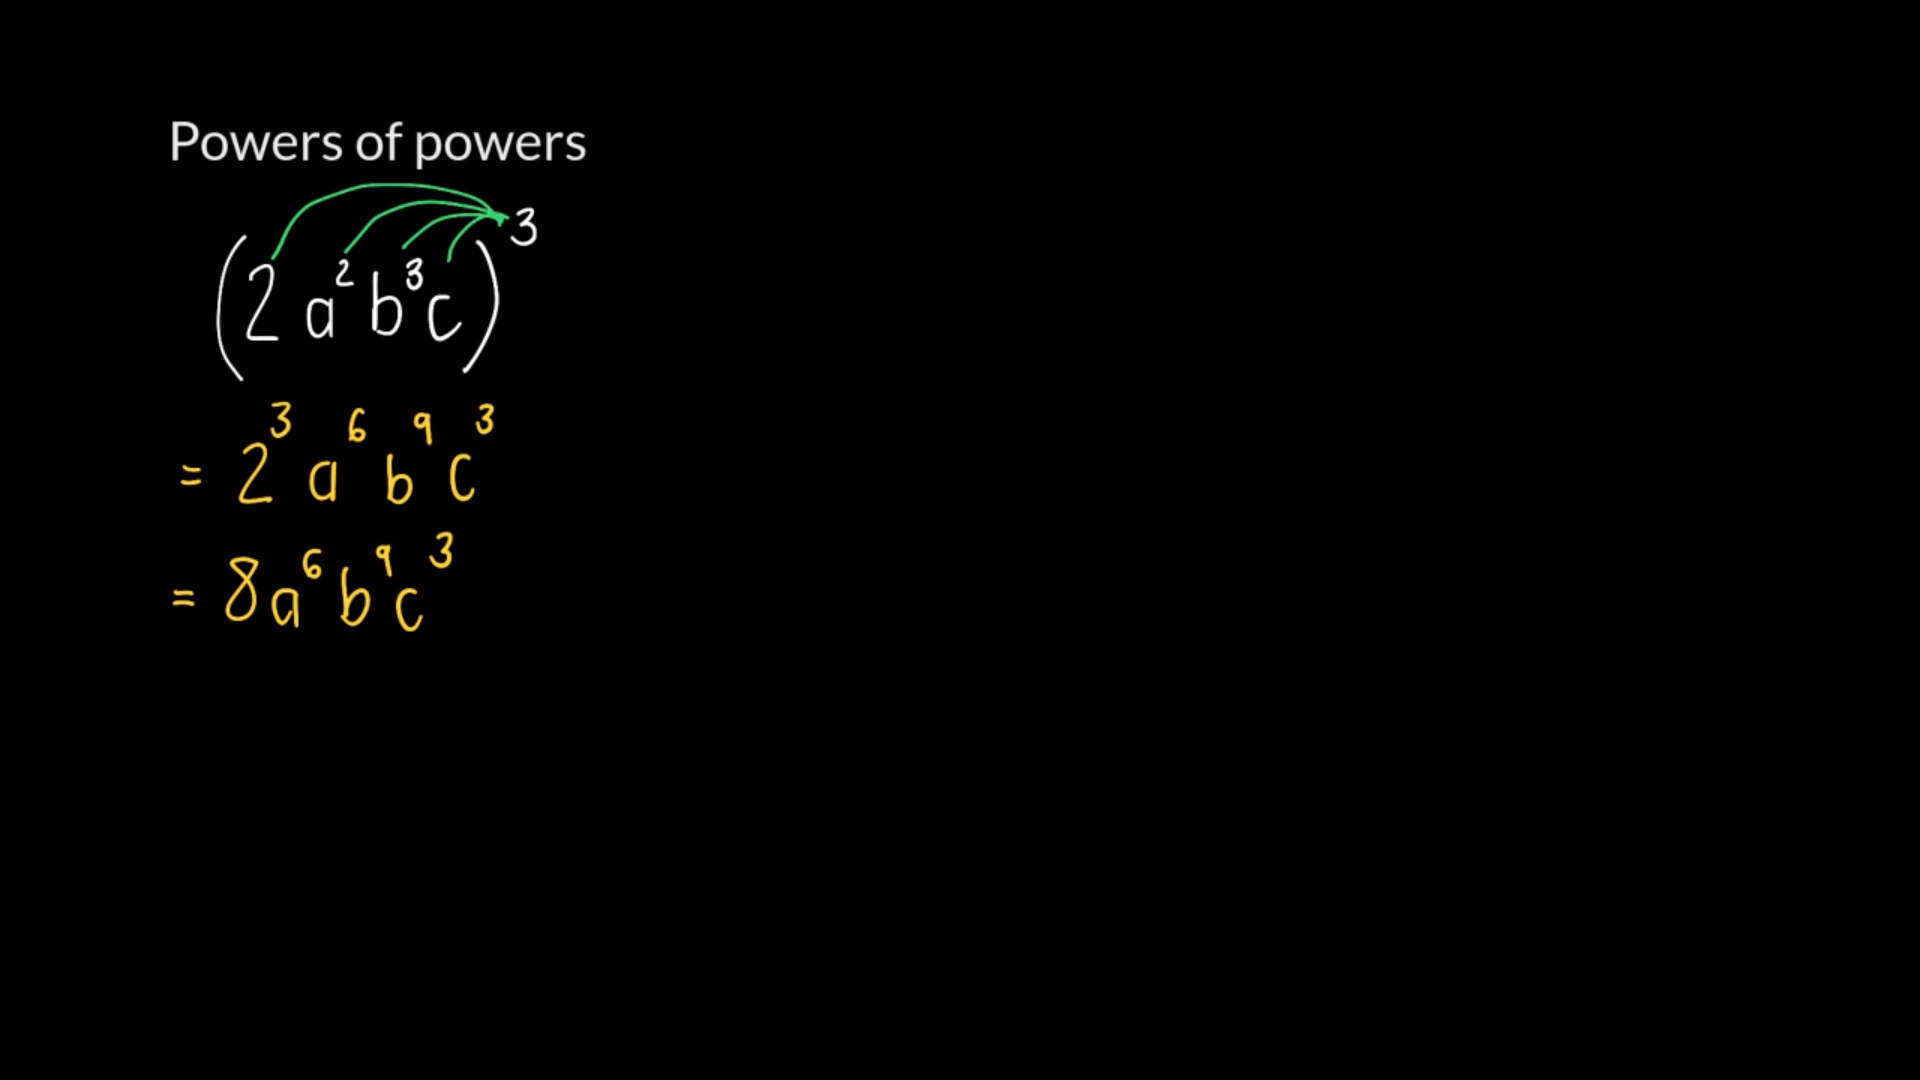 Powers of powers
(2a²b³c)³
= 2³a⁶b⁹c³
= 8a⁶b⁹c³